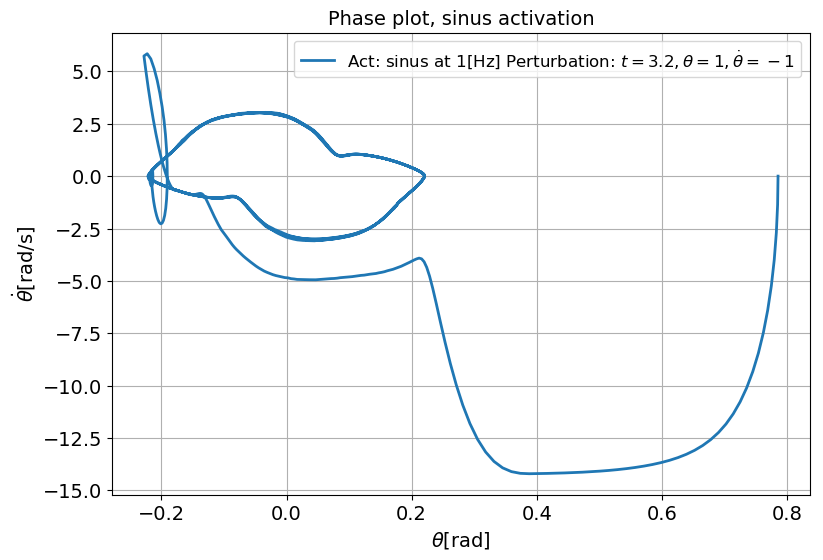 Phase plot, sinus activation
Act: sinus at 1[Hz] Perturbation: t = 3.2, θ = 1, θ̇ = −1
5.0
2.5
0.0
−2.5
−5.0
−7.5
−10.0
−12.5
−15.0
θ̇[rad/s]
−0.2 0.0 0.2 0.4 0.6 0.8
θ[rad]